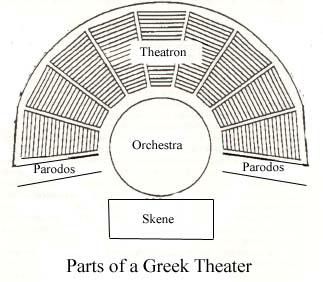 Theatron
Orchestra
Parodos
Parodos
Skene
Parts of a Greek Theater